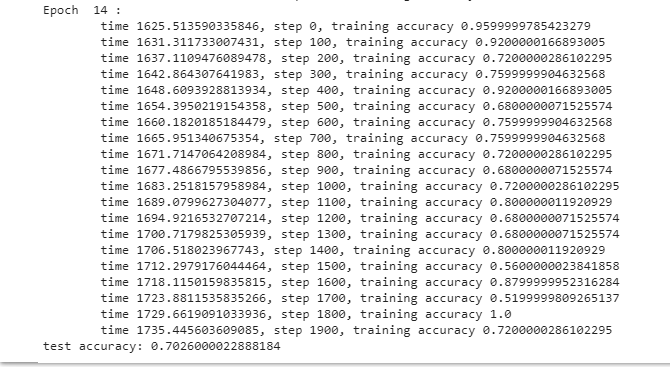 Epoch  14 :
time 1625.513590335846, step 0, training accuracy 0.9599999785423279
time 1631.311733007431, step 100, training accuracy 0.9200000166893005
time 1637.1109476089478, step 200, training accuracy 0.7200000286102295
time 1642.864307641983, step 300, training accuracy 0.7599999904632568
time 1648.6093928813934, step 400, training accuracy 0.9200000166893005
time 1654.3950219154358, step 500, training accuracy 0.6800000071525574
time 1660.1820185184479, step 600, training accuracy 0.7599999904632568
time 1665.951340675354, step 700, training accuracy 0.7599999904632568
time 1671.7147064208984, step 800, training accuracy 0.7200000286102295
time 1677.4866795539856, step 900, training accuracy 0.6800000071525574
time 1683.2518157958984, step 1000, training accuracy 0.7200000286102295
time 1689.0799627304077, step 1100, training accuracy 0.800000011920929
time 1694.9216532707214, step 1200, training accuracy 0.6800000071525574
time 1700.7179825305939, step 1300, training accuracy 0.6800000071525574
time 1706.518023967743, step 1400, training accuracy 0.800000011920929
time 1712.2979176044464, step 1500, training accuracy 0.5600000023841858
time 1718.1150159835815, step 1600, training accuracy 0.8799999952316284
time 1723.8811535835266, step 1700, training accuracy 0.5199999809265137
time 1729.6619091033936, step 1800, training accuracy 1.0
time 1735.445603609085, step 1900, training accuracy 0.7200000286102295
test accuracy: 0.7026000022888184